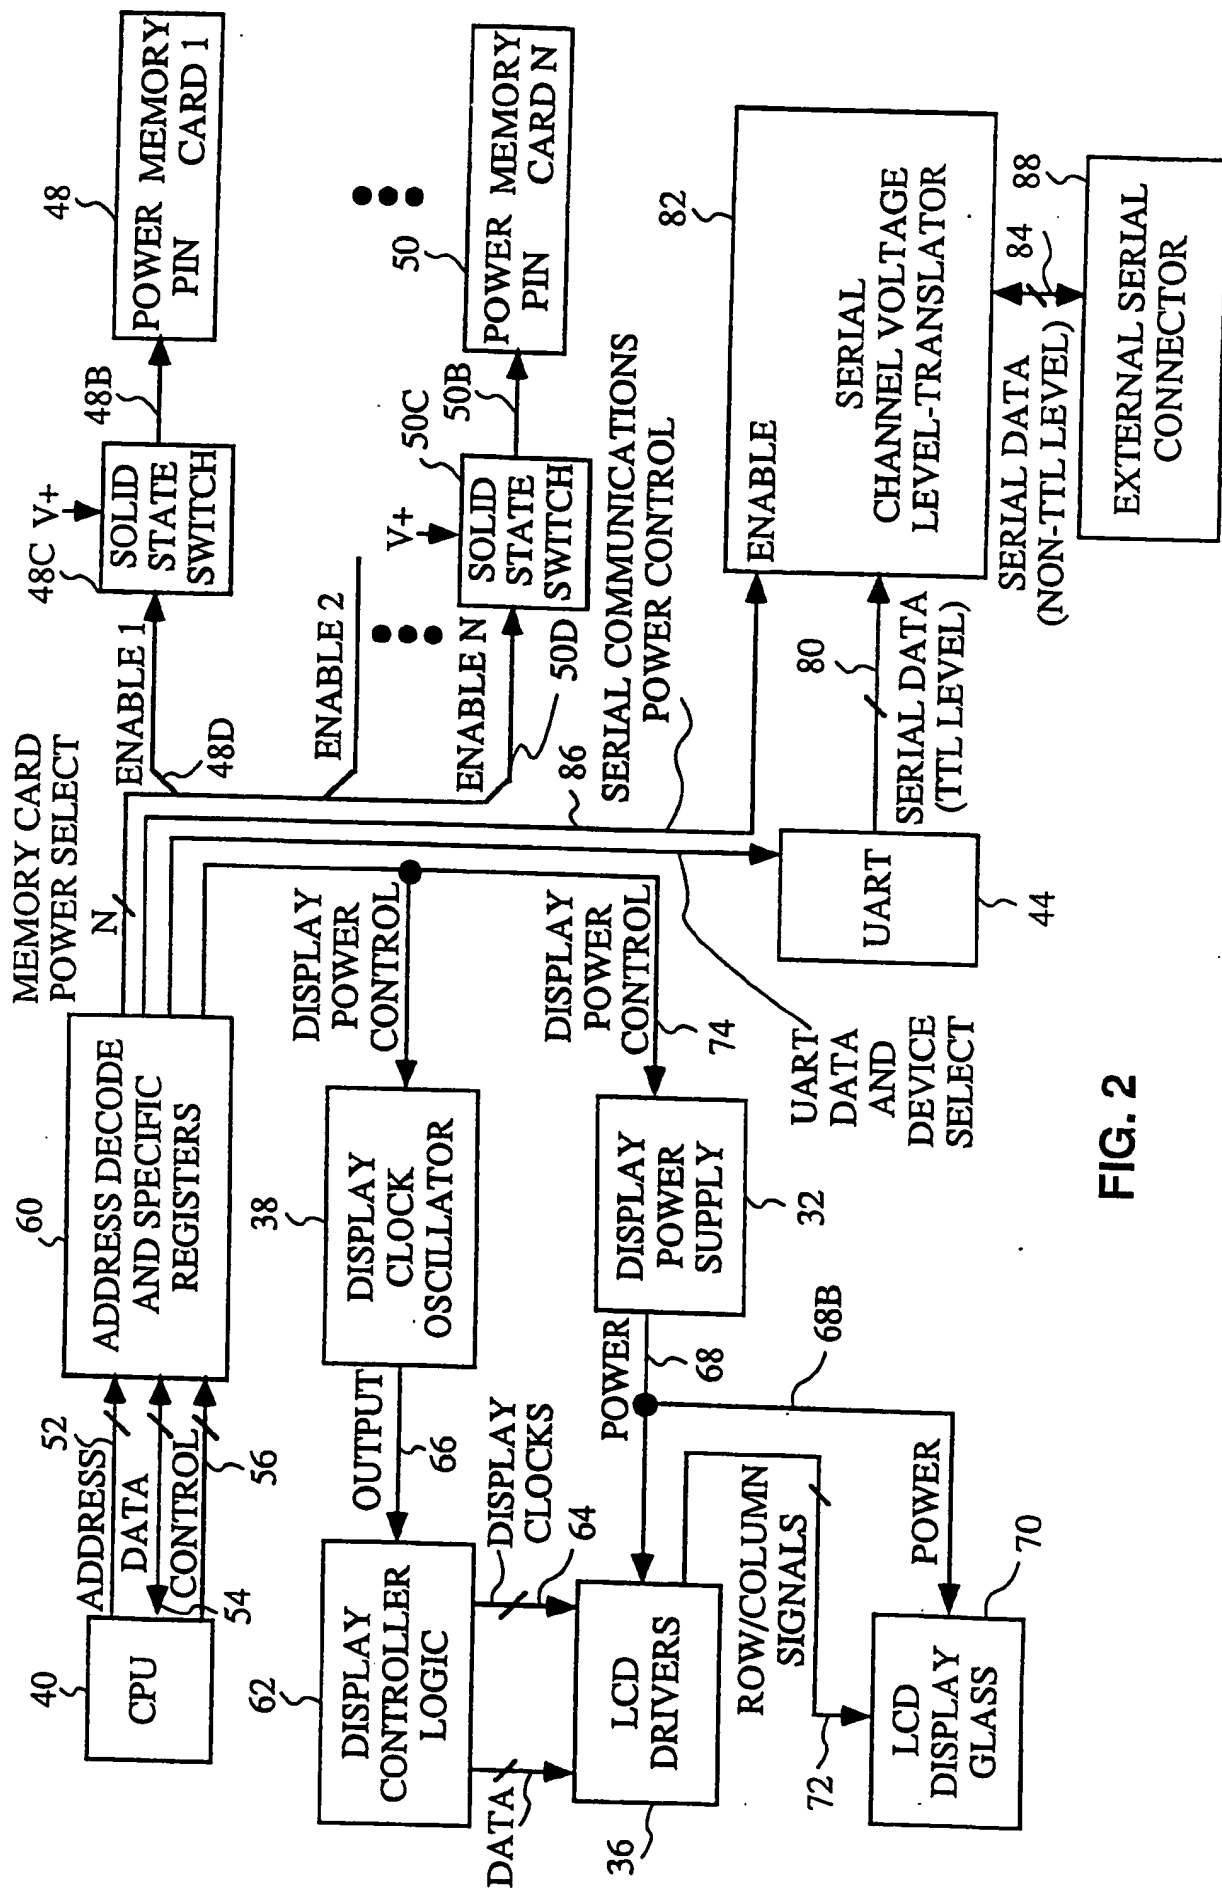 40
CPU
ADDRESS
52
DATA
54
CONTROL
56
60
ADDRESS DECODE
AND SPECIFIC
REGISTERS
MEMORY CARD
POWER SELECT
N
ENABLE 1
48D
48C
V+
SOLID
STATE
SWITCH
48B
48
POWER MEMORY
PIN CARD 1
ENABLE 2
ENABLE N
50D
V+
50C
SOLID
STATE
SWITCH
50B
50
POWER MEMORY
PIN CARD N
86
SERIAL COMMUNICATIONS
POWER CONTROL
62
DISPLAY
CONTROLLER
LOGIC
OUTPUT
66
38
DISPLAY
CLOCK
OSCILLATOR
DISPLAY
POWER
CONTROL
DATA
DISPLAY
CLOCKS
64
36
LCD
DRIVERS
POWER
68
68B
32
DISPLAY
POWER
SUPPLY
DISPLAY
POWER
CONTROL
74
ROW/COLUMN
SIGNALS
72
LCD
DISPLAY
GLASS
70
POWER
UART
DATA
AND
DEVICE
SELECT
UART
44
80
SERIAL DATA
(TTL LEVEL)
82
ENABLE
SERIAL
CHANNEL VOLTAGE
LEVEL-TRANSLATOR
SERIAL DATA
(NON-TTL LEVEL)
84
88
EXTERNAL SERIAL
CONNECTOR
FIG. 2